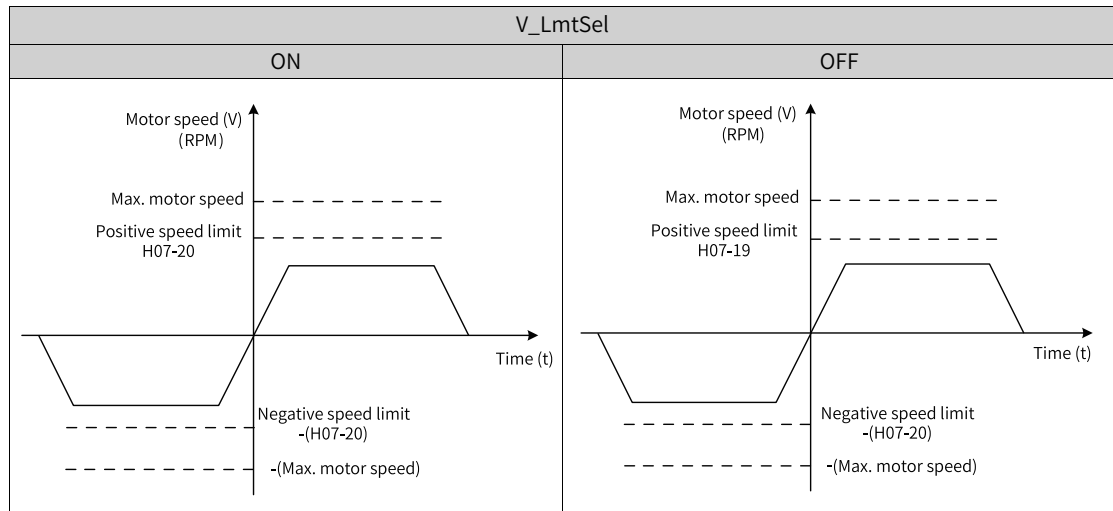 V_LmtSel
ON
OFF
Motor speed (V)
(RPM)
Max. motor speed
Positive speed limit
H07-20
Time (t)
Negative speed limit
-(H07-20)
-(Max. motor speed)
Motor speed (V)
(RPM)
Max. motor speed
Positive speed limit
H07-19
Time (t)
Negative speed limit
-(H07-20)
-(Max. motor speed)